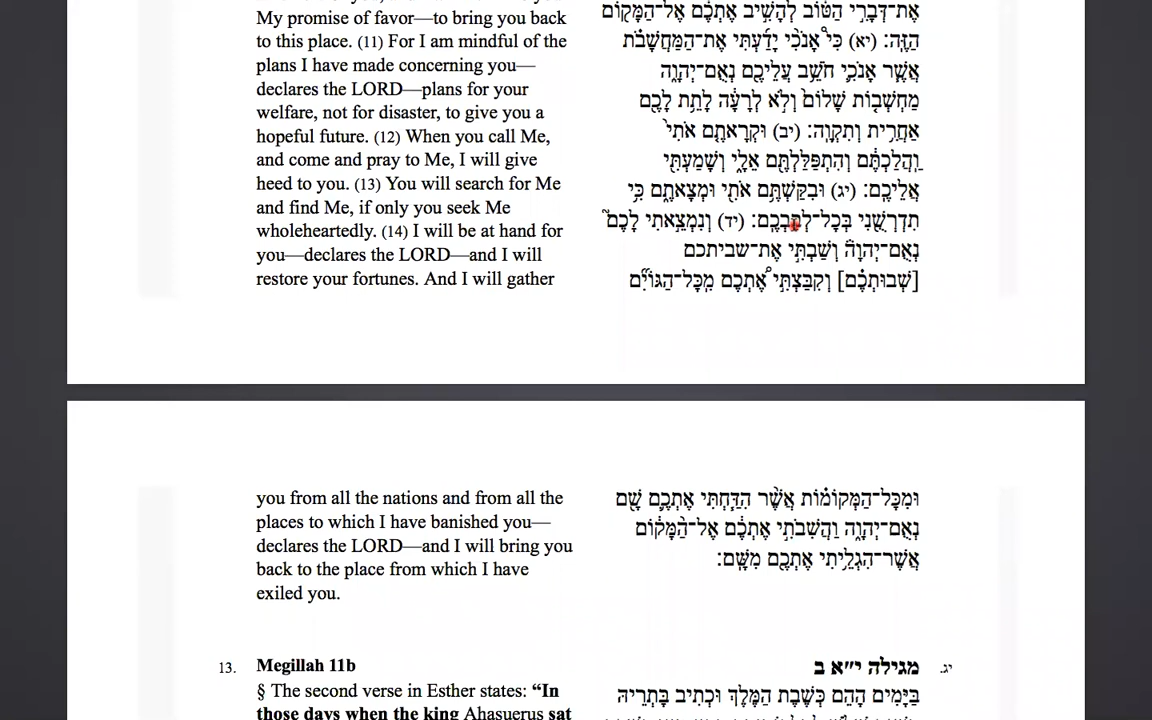 My promise of favor—to bring you back
to this place. (11) For I am mindful of the
plans I have made concerning you—
declares the LORD—plans for your
welfare, not for disaster, to give you a
hopeful future. (12) When you call Me,
and come and pray to Me, I will give
heed to you. (13) You will search for Me
and find Me, if only you seek Me
wholeheartedly. (14) I will be at hand for
you—declares the LORD—and I will
restore your fortunes. And I will gather
אֶת־דְּבָרִ֣י הַטּ֔וֹב לְהָשִׁ֣יב אֶתְכֶ֔ם אֶל־הַמָּק֖וֹם
הַזֶּֽה׃ (יא) כִּי֩ אָנֹכִ֨י יָדַ֜עְתִּי אֶת־הַמַּחֲשָׁבֹ֗ת
אֲשֶׁ֧ר אָנֹכִ֛י חֹשֵׁ֥ב עֲלֵיכֶ֖ם נְאֻם־יְהוָ֑ה
מַחְשְׁב֤וֹת שָׁלוֹם֙ וְלֹ֣א לְרָעָ֔ה לָתֵ֥ת לָכֶ֖ם
אַחֲרִ֥ית וְתִקְוָֽה׃ (יב) וּקְרָאתֶ֤ם אֹתִי֙
וַֽהֲלַכְתֶּ֔ם וְהִתְפַּלַּלְתֶּ֖ם אֵלָ֑י וְשָׁמַעְתִּ֖י
אֲלֵיכֶֽם׃ (יג) וּבִקַּשְׁתֶּ֥ם אֹתִ֖י וּמְצָאתֶ֑ם כִּ֥י
תִדְרְשֻׁ֖נִי בְּכָל־לְבַבְכֶֽם׃ (יד) וְנִמְצֵ֣אתִי לָכֶם֮
נְאֻם־יְהוָה֒ וְשַׁבְתִּ֣י אֶת־שביתכם
[שְׁבוּתְכֶ֗ם] וְקִבַּצְתִּ֣י אֶ֠תְכֶם מִֽכָּל־הַגּוֹיִ֞ם
you from all the nations and from all the
places to which I have banished you—
declares the LORD—and I will bring you
back to the place from which I have
exiled you.
וּמִכָּל־הַמְּקוֹמ֗וֹת אֲשֶׁ֨ר הִדַּ֧חְתִּי אֶתְכֶ֛ם שָׁ֖ם
נְאֻם־יְהוָ֑ה וַהֲשִׁבֹתִ֣י אֶתְכֶ֔ם אֶל־הַ֨מָּק֔וֹם
אֲשֶׁר־הִגְלֵ֥יתִי אֶתְכֶ֖ם מִשָּֽׁם׃
13. Megillah 11b
§ The second verse in Esther states: “In
those days when the king Ahasuerus sat
יג. מגילה י״א ב
בַּיָּמִים הָהֵם כְּשֶׁבֶת הַמֶּלֶךְ וּכְתִיב בָּתְרֵיהּ